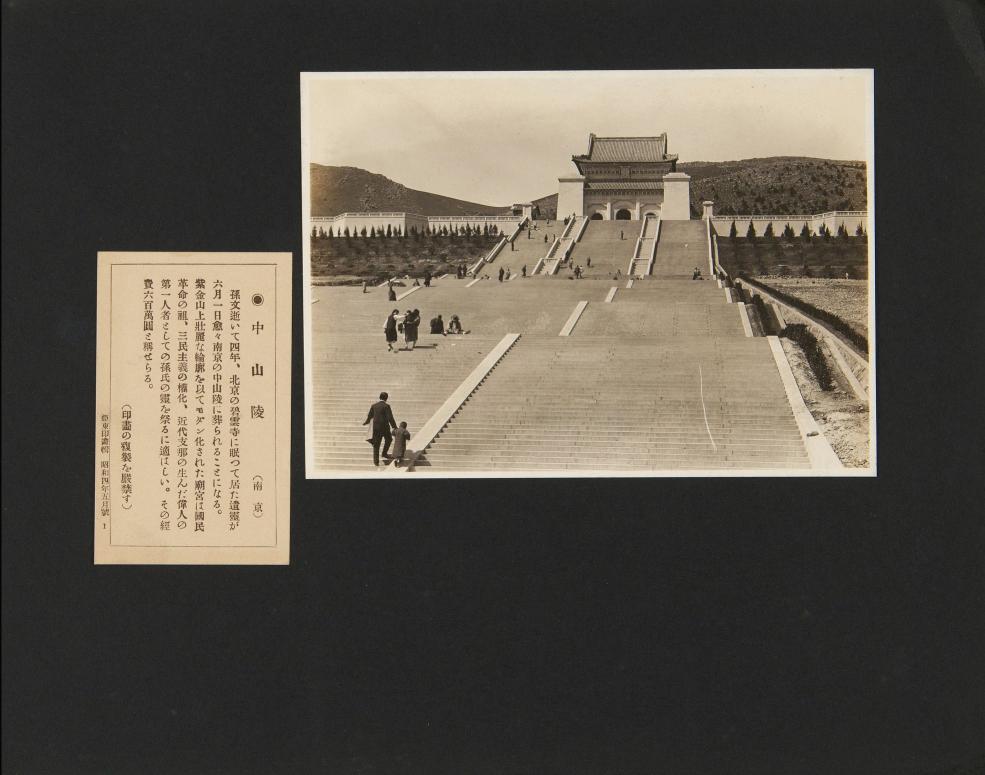 ◉中山陵　（南京）
孫文逝いて四年、北京の碧雲寺に眠つて居た遺靈が
六月一日愈々南京の中山陵に葬られることになる。
紫金山上壯麗な輪廓を以てモダン化された廟宮は國民
革命の祖、三民主義の權化、近代支那の生んだ偉人の
第一人者としての孫氏の靈を祭るに適はしい。その經
費六百萬圓と稱せらる。
（印畫の複製を嚴禁す）
亞東印畫輯　昭和四年五月號　1